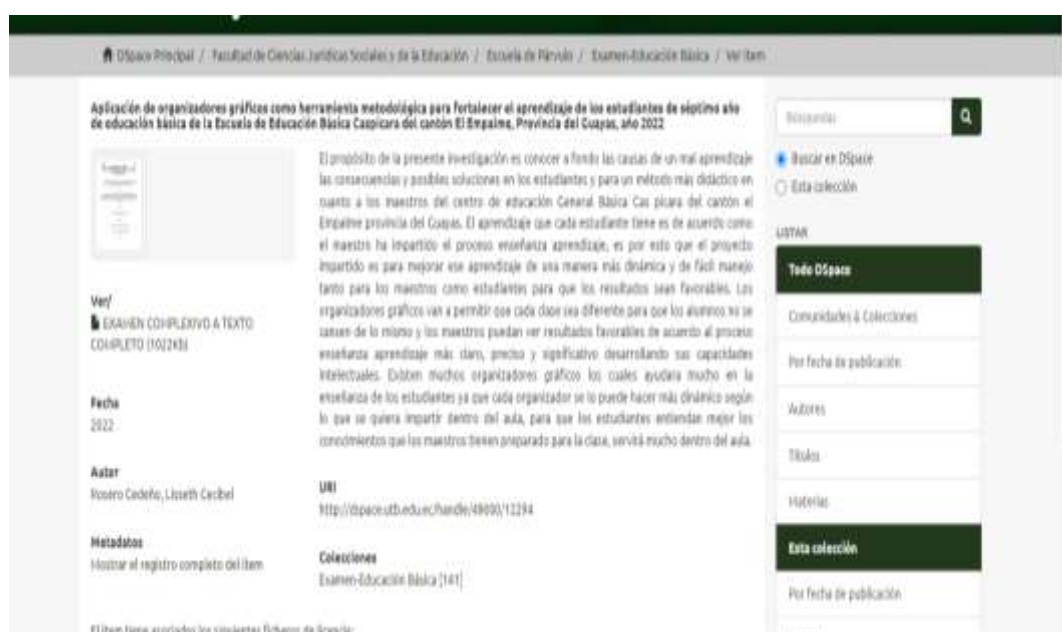 DSpace Principal / Facultad de Ciencias Jurídicas Sociales y de la Educación / Escuela de Párvulo / Examen-Educación Básica / Ver ítem
Aplicación de organizadores gráficos como herramienta metodológica para fortalecer el aprendizaje de los estudiantes de séptimo año
de educación básica de la Escuela de Educación Básica Caspicara del cantón El Empalme, Provincia del Guayas, año 2022
El propósito de la presente investigación es conocer a fondo las causas de un mal aprendizaje
las consecuencias y posibles soluciones en los estudiantes y para un método más didáctico en
cuanto a los maestros del centro de educación General Básica Cas picara del cantón el
Empalme provincia del Guayas. El aprendizaje que cada estudiante tiene es de acuerdo como
el maestro ha impartido el proceso enseñanza aprendizaje, es por esto que el proyecto
impartido es para mejorar ese aprendizaje de una manera más dinámica y de fácil manejo
tanto para los maestros como estudiantes para que los resultados sean favorables. Los
organizadores gráficos van a permitir que cada clase sea diferente para que los alumnos no se
cansen de lo mismo y los maestros puedan ver resultados favorables de acuerdo al proceso
enseñanza aprendizaje más claro, preciso y significativo desarrollando sus capacidades
intelectuales. Existen muchos organizadores gráficos los cuales ayudara mucho en la
enseñanza de los estudiantes ya que cada organizador se lo puede hacer más dinámico según
lo que se quiera impartir dentro del aula, para que los estudiantes entiendan mejor los
conocimientos que los maestros tienen preparado para la clase, servirá mucho dentro del aula.
Ver/
EXAMEN COMPLEXIVO A TEXTO
COMPLETO (1022Kb)
Fecha
2022
Autor
Rosero Cedeño, Lisseth Cecibel
Metadatos
Mostrar el registro completo del ítem
URI
http://dspace.utb.edu.ec/handle/49000/12294
Colecciones
Examen-Educación Básica [141]
El ítem tiene asociados los siguientes ficheros de licencia:
Búsquedas
Buscar en DSpace
Esta colección
LISTAR
Todo DSpace
Comunidades & Colecciones
Por fecha de publicación
Autores
Títulos
Materias
Esta colección
Por fecha de publicación